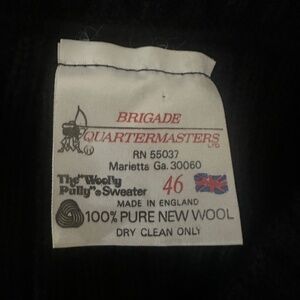 BRIGADE
QUARTERMASTERS LTD
RN 55037
Marietta Ga. 30060
The "Woolly
Pully"® Sweater 46
MADE IN ENGLAND
100% PURE NEW WOOL
DRY CLEAN ONLY